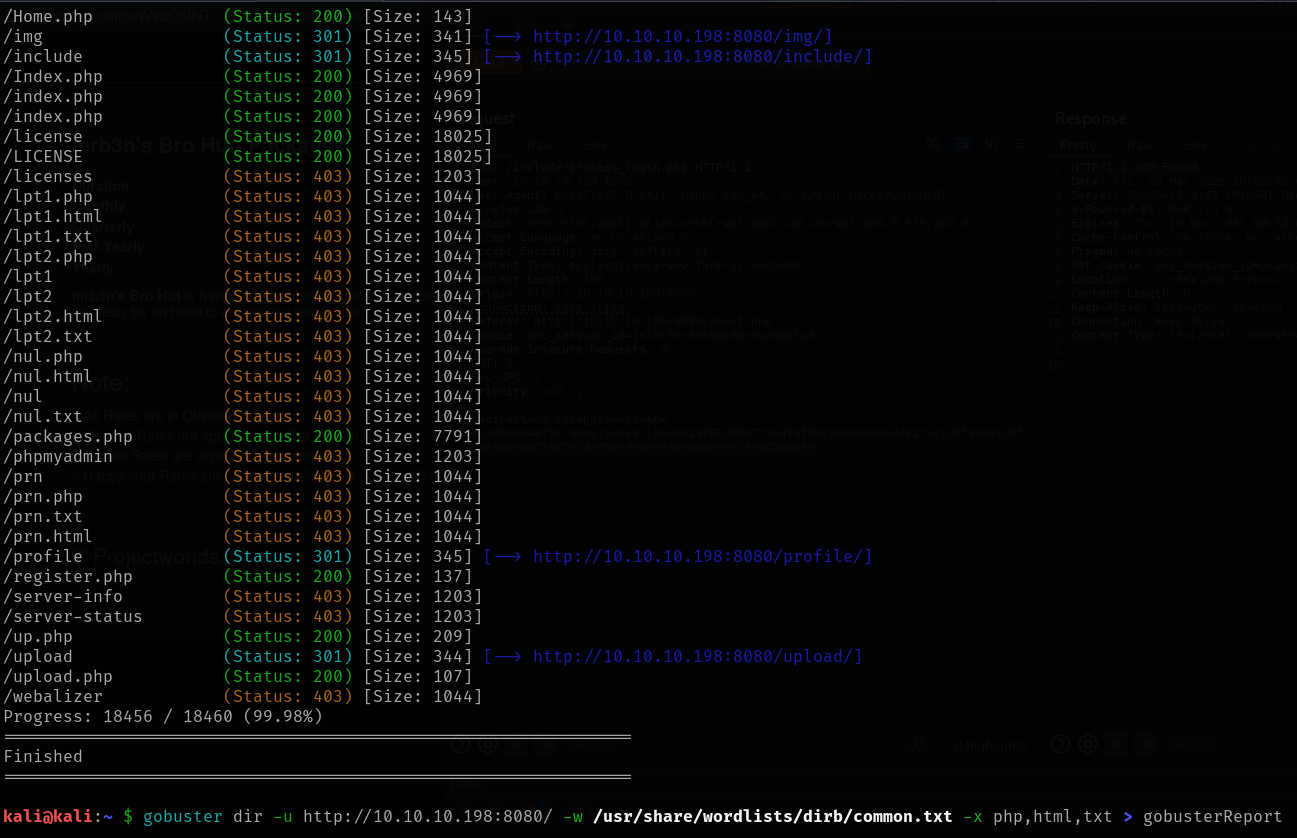 /Home.php (Status: 200) [Size: 143]
/img (Status: 301) [Size: 341] [--> http://10.10.10.198:8080/img/]
/include (Status: 301) [Size: 345] [--> http://10.10.10.198:8080/include/]
/Index.php (Status: 200) [Size: 4969]
/index.php (Status: 200) [Size: 4969]
/index.php (Status: 200) [Size: 4969]
/license (Status: 200) [Size: 18025]
/LICENSE (Status: 200) [Size: 18025]
/licenses (Status: 403) [Size: 1203]
/lpt1.php (Status: 403) [Size: 1044]
/lpt1.html (Status: 403) [Size: 1044]
/lpt1.txt (Status: 403) [Size: 1044]
/lpt2.php (Status: 403) [Size: 1044]
/lpt1 (Status: 403) [Size: 1044]
/lpt2 (Status: 403) [Size: 1044]
/lpt2.html (Status: 403) [Size: 1044]
/lpt2.txt (Status: 403) [Size: 1044]
/nul.php (Status: 403) [Size: 1044]
/nul.html (Status: 403) [Size: 1044]
/nul (Status: 403) [Size: 1044]
/nul.txt (Status: 403) [Size: 1044]
/packages.php (Status: 200) [Size: 7791]
/phpmyadmin (Status: 403) [Size: 1203]
/prn (Status: 403) [Size: 1044]
/prn.php (Status: 403) [Size: 1044]
/prn.txt (Status: 403) [Size: 1044]
/prn.html (Status: 403) [Size: 1044]
/profile (Status: 301) [Size: 345] [--> http://10.10.10.198:8080/profile/]
/register.php (Status: 200) [Size: 137]
/server-info (Status: 403) [Size: 1203]
/server-status (Status: 403) [Size: 1203]
/up.php (Status: 200) [Size: 209]
/upload (Status: 301) [Size: 344] [--> http://10.10.10.198:8080/upload/]
/upload.php (Status: 200) [Size: 107]
/webalizer (Status: 403) [Size: 1044]
Progress: 18456 / 18460 (99.98%)
===============================================================
Finished
===============================================================
kali@kali:~ $ gobuster dir -u http://10.10.10.198:8080/ -w /usr/share/wordlists/dirb/common.txt -x php,html,txt > gobusterReport